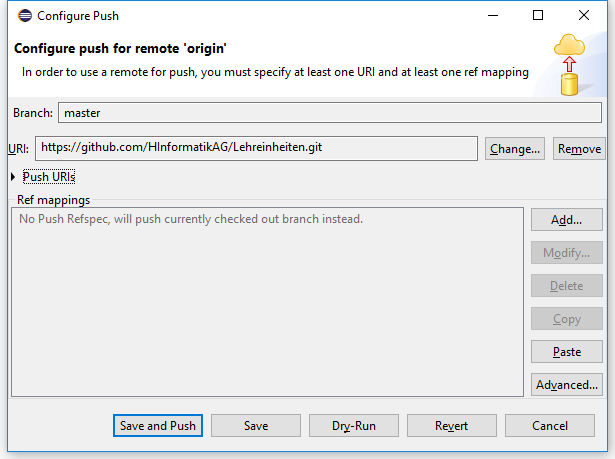 Configure Push
Configure push for remote 'origin'
In order to use a remote for push, you must specify at least one URI and at least one ref mapping
Branch: master
URI: https://github.com/HInformatikAG/Lehreinheiten.git Change... Remove
Push URIs
Ref mappings
No Push Refspec, will push currently checked out branch instead.
Add...
Modify...
Delete
Copy
Paste
Advanced...
Save and Push Save Dry-Run Revert Cancel